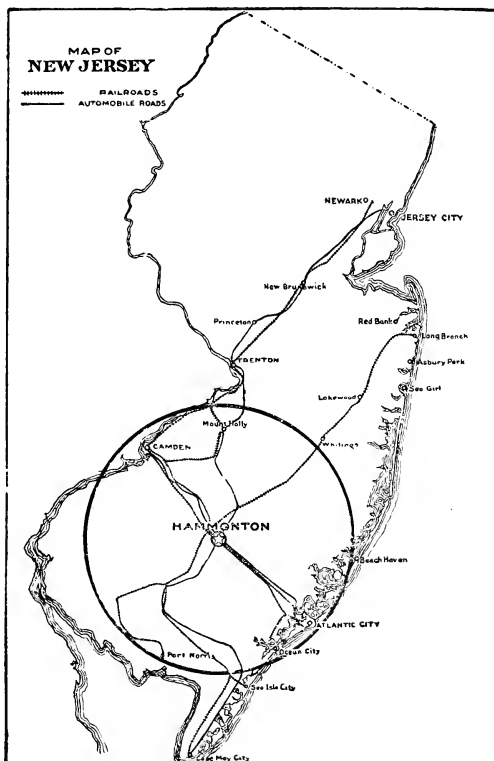 MAP OF
NEW JERSEY
RAILROADS
AUTOMOBILE ROADS
NEWARK
JERSEY CITY
New Brunswick
Princeton
Red Bank
Long Branch
TRENTON
Asbury Park
Sea Girt
Lakewood
Mount Holly
Whitings
CAMDEN
HAMMONTON
Beach Haven
ATLANTIC CITY
Ocean City
Port Norris
Sea Isle City
Cape May City